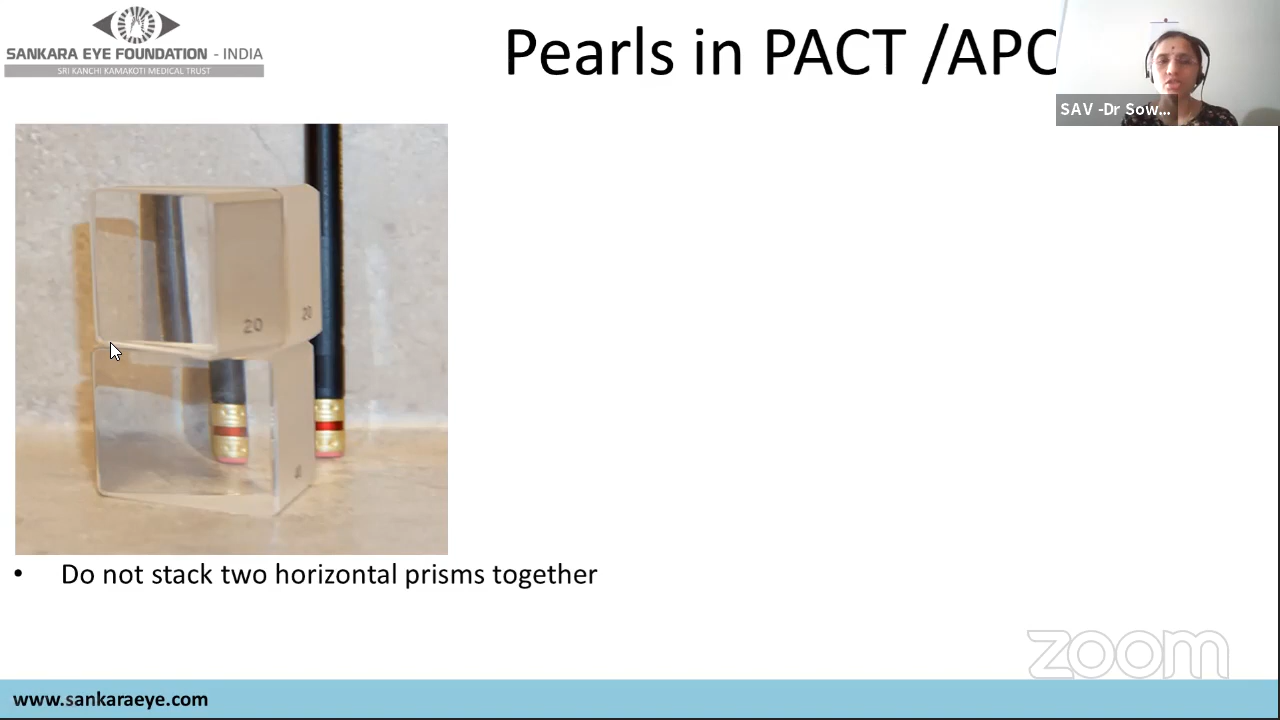 SANKARA EYE FOUNDATION - INDIA
SRI KANCHI KAMAKOTI MEDICAL TRUST
Pearls in PACT /APC
SAV -Dr Sow...
20
20
• Do not stack two horizontal prisms together
zoom
www.sankaraeye.com